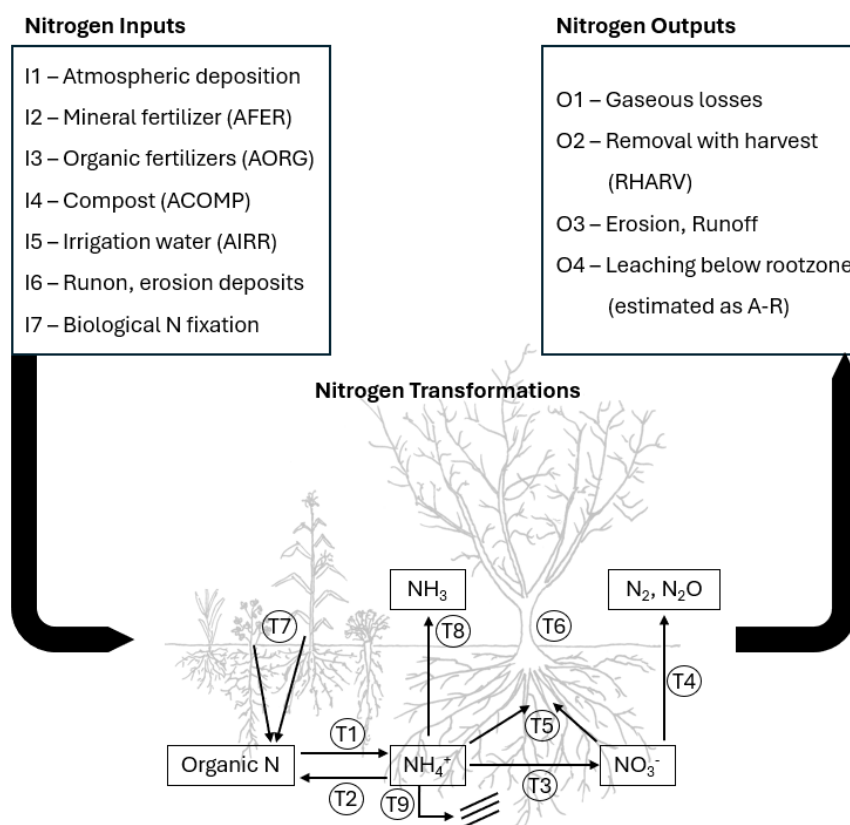 Nitrogen Inputs
I1 – Atmospheric deposition
I2 – Mineral fertilizer (AFER)
I3 – Organic fertilizers (AORG)
I4 – Compost (ACOMP)
I5 – Irrigation water (AIRR)
I6 – Runon, erosion deposits
I7 – Biological N fixation
Nitrogen Outputs
O1 – Gaseous losses
O2 – Removal with harvest
(RHARV)
O3 – Erosion, Runoff
O4 – Leaching below rootzone
(estimated as A-R)
Nitrogen Transformations
NH₃
N₂, N₂O
T7
T8
T6
T4
T1
T5
Organic N
NH₄⁺
NO₃⁻
T2
T9
T3